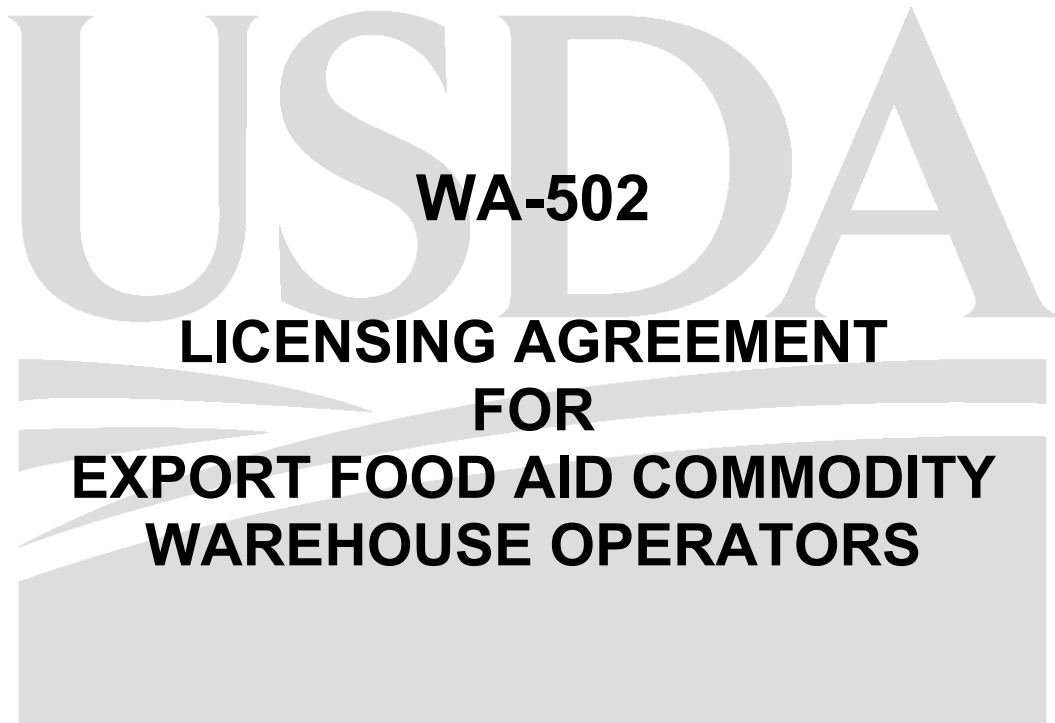 USDA
WA-502
LICENSING AGREEMENT
FOR
EXPORT FOOD AID COMMODITY
WAREHOUSE OPERATORS